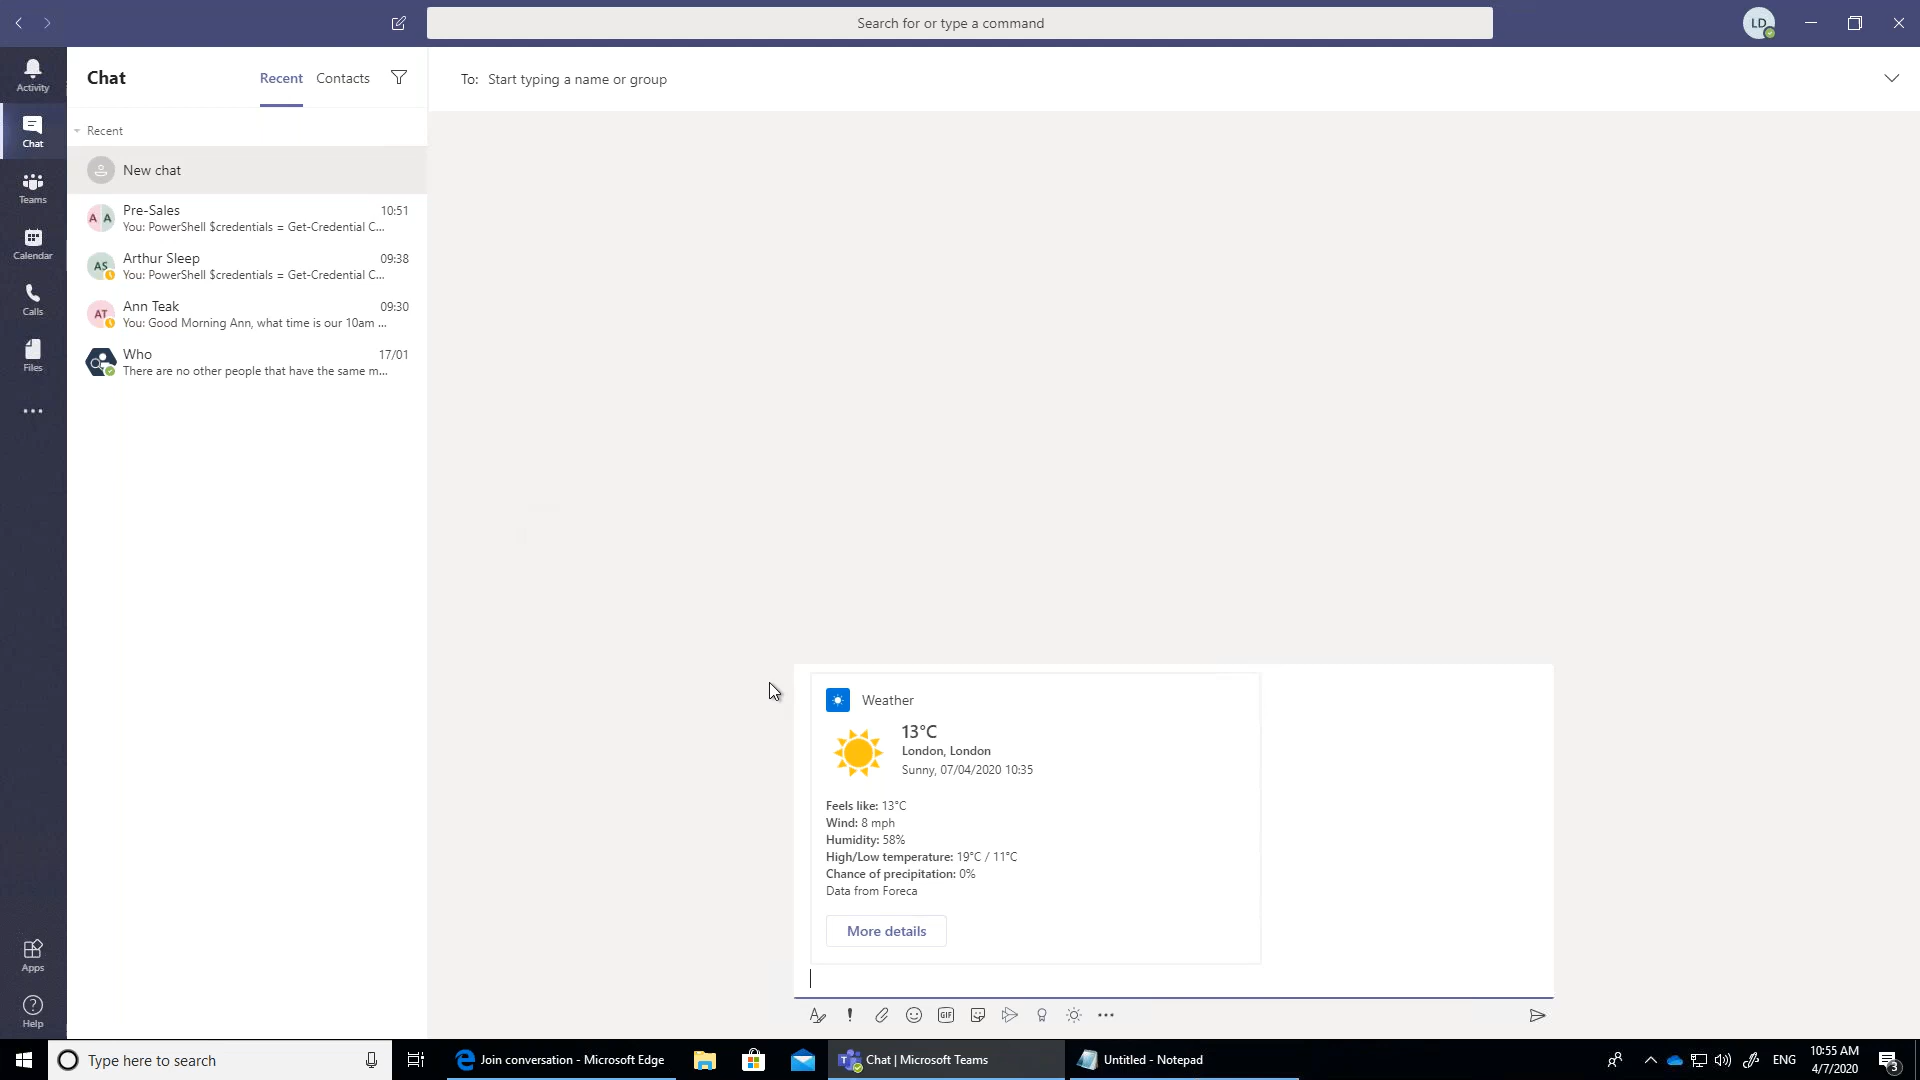 Search for or type a command
LD
Activity
Chat
Teams
Calendar
Calls
Files
Apps
Help
Chat
Recent
Contacts
Recent
New chat
A A
Pre-Sales
10:51
You: PowerShell $credentials = Get-Credential C...
AS
Arthur Sleep
09:38
You: PowerShell $credentials = Get-Credential C...
AT
Ann Teak
09:30
You: Good Morning Ann, what time is our 10am ...
Who
17/01
There are no other people that have the same m...
To: Start typing a name or group
Weather
13°C
London, London
Sunny, 07/04/2020 10:35
Feels like: 13°C
Wind: 8 mph
Humidity: 58%
High/Low temperature: 19°C / 11°C
Chance of precipitation: 0%
Data from Foreca
More details
GIF
Type here to search
Join conversation - Microsoft Edge
Chat | Microsoft Teams
Untitled - Notepad
ENG
10:55 AM
4/7/2020
3